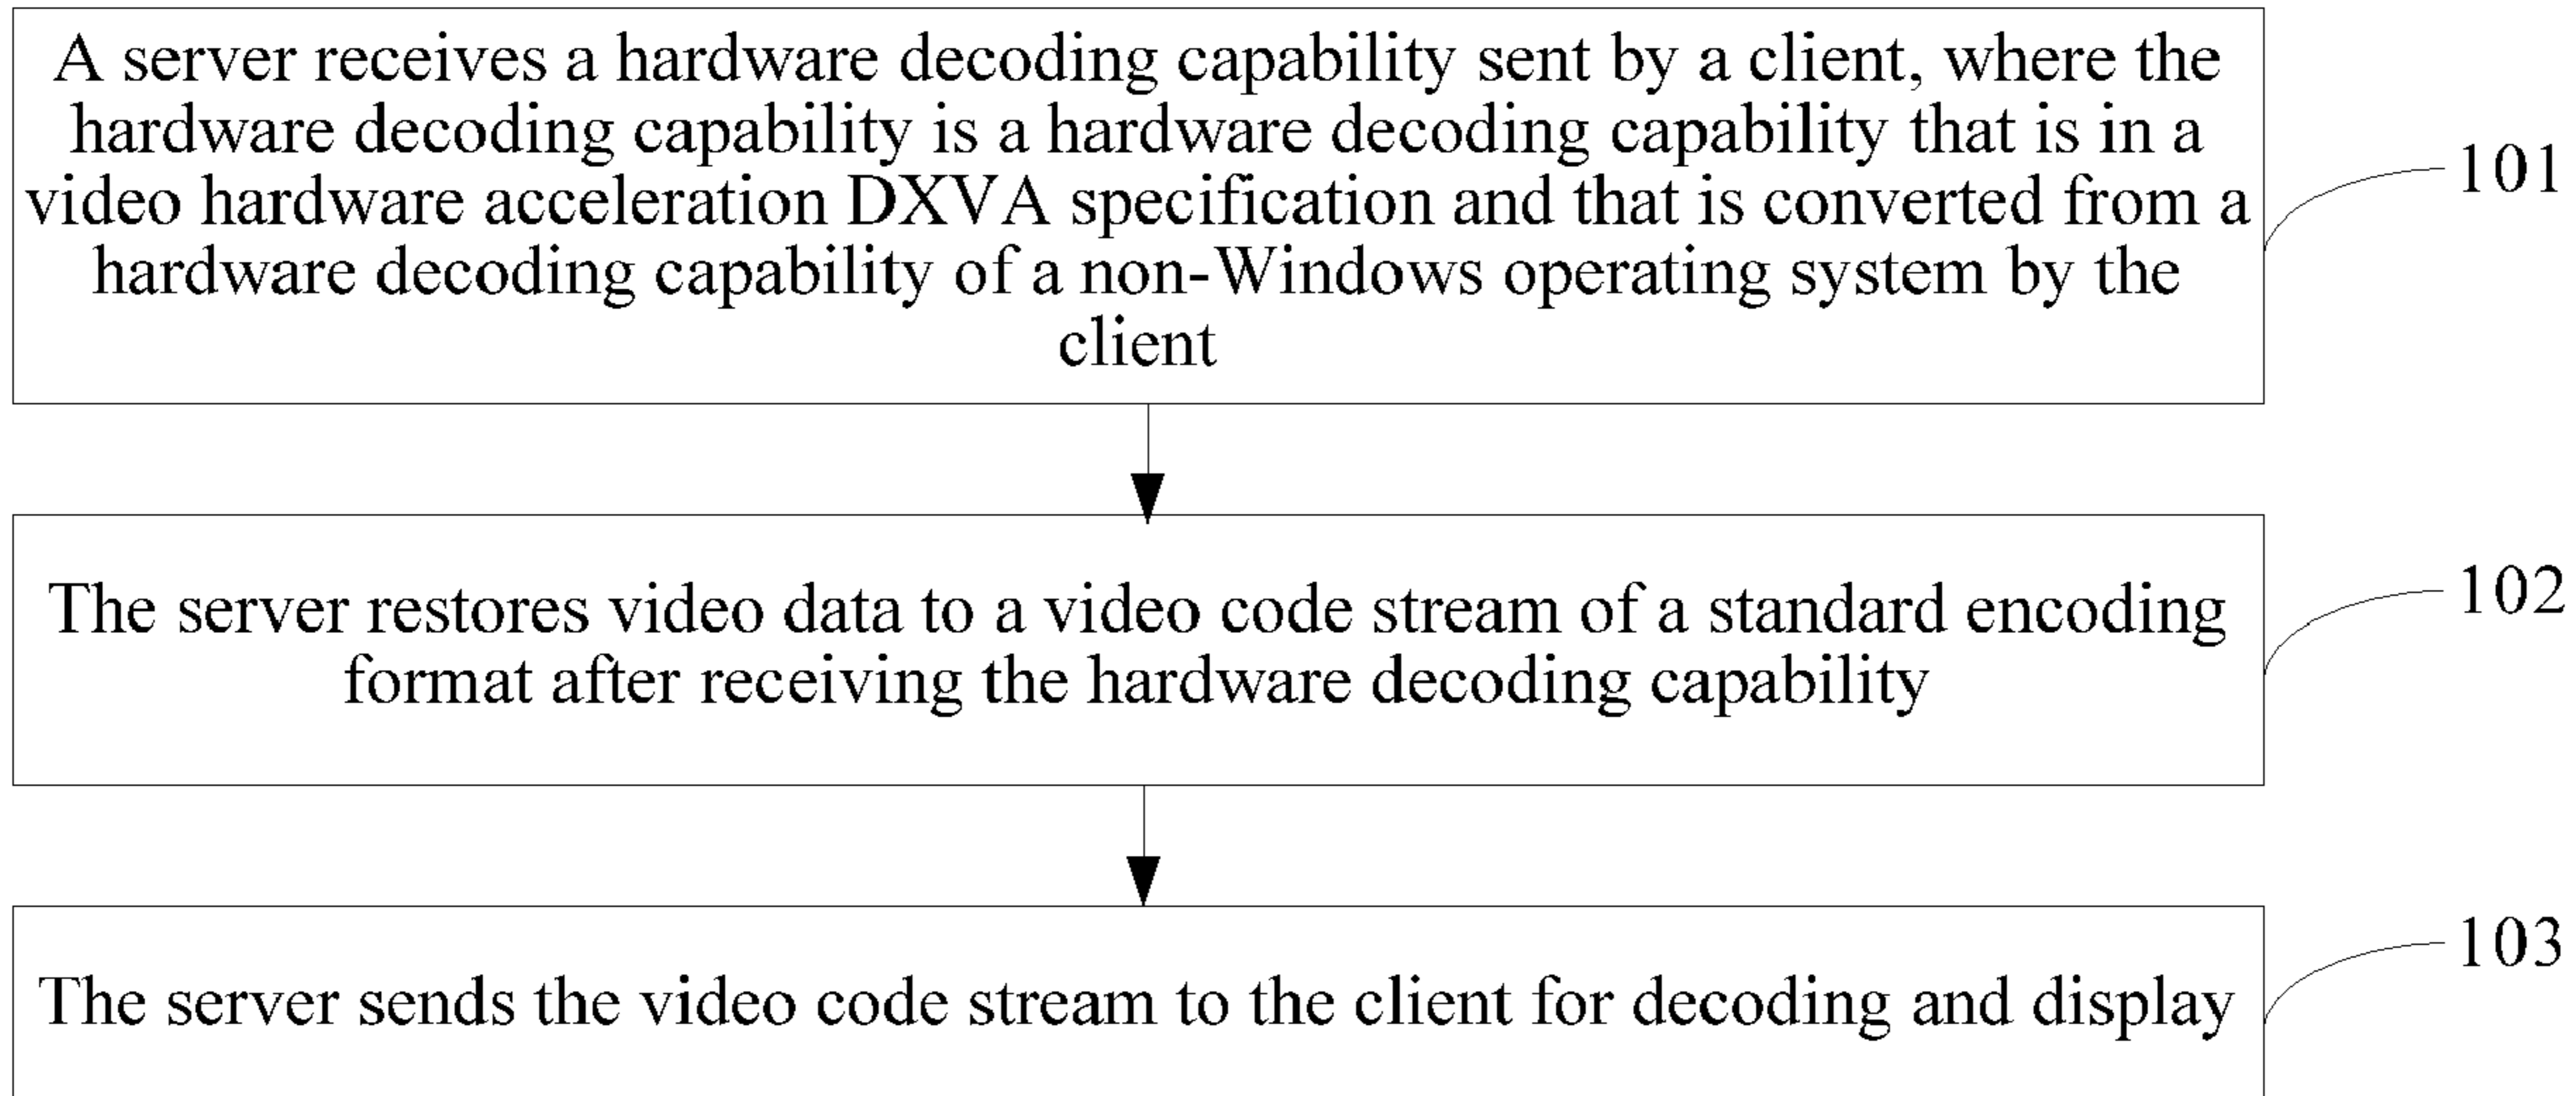 A server receives a hardware decoding capability sent by a client, where the
hardware decoding capability is a hardware decoding capability that is in a
video hardware acceleration DXVA specification and that is converted from a
hardware decoding capability of a non-Windows operating system by the
client
101
The server restores video data to a video code stream of a standard encoding
format after receiving the hardware decoding capability
102
The server sends the video code stream to the client for decoding and display
103